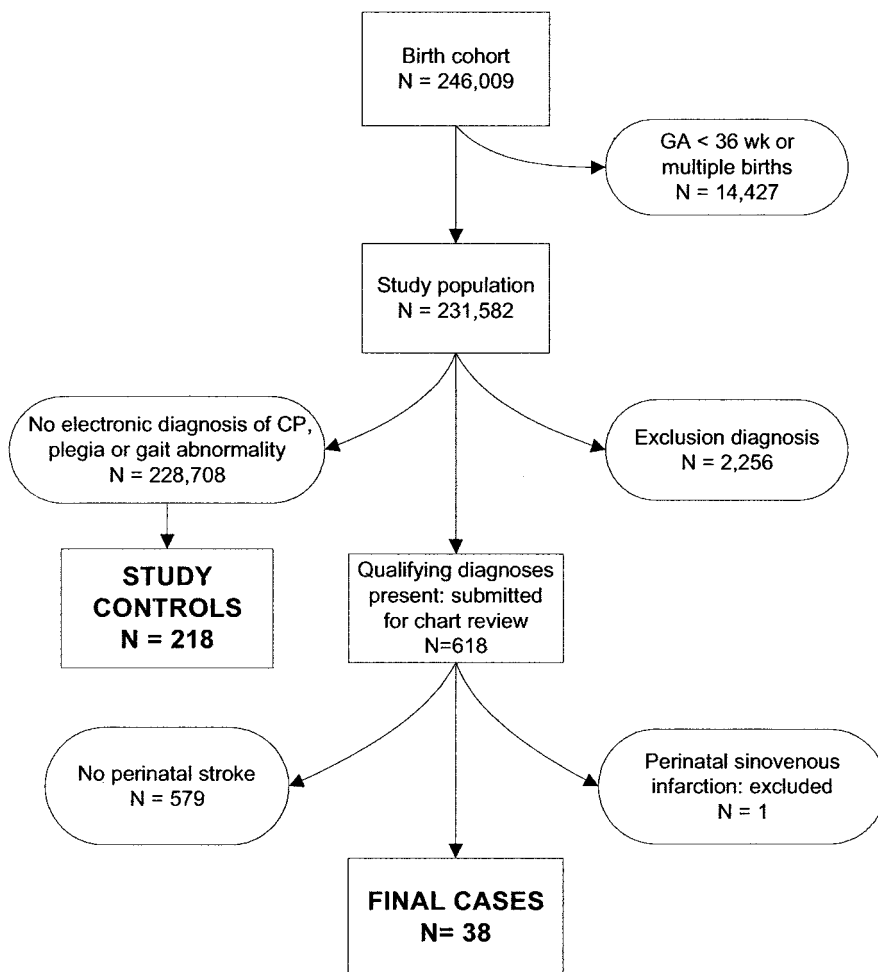 Birth cohort
N = 246,009
GA < 36 wk or
multiple births
N = 14,427
Study population
N = 231,582
No electronic diagnosis of CP,
plegia or gait abnormality
N = 228,708
Exclusion diagnosis
N = 2,256
STUDY
CONTROLS
N = 218
Qualifying diagnoses
present: submitted
for chart review
N=618
No perinatal stroke
N = 579
Perinatal sinovenous
infarction: excluded
N = 1
FINAL CASES
N= 38